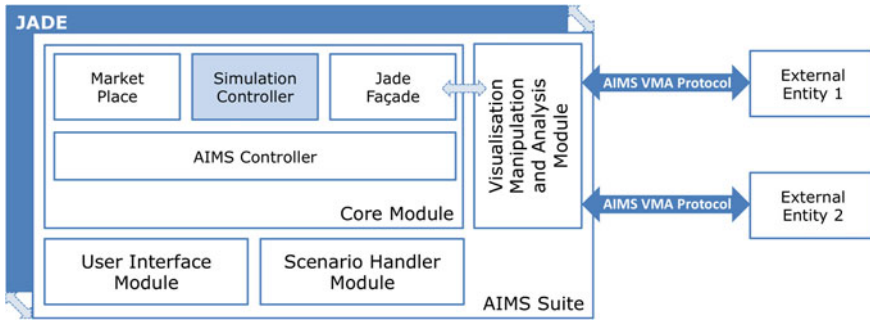 JADE
Market
Place
Simulation
Controller
Jade
Façade
AIMS Controller
Core Module
Visualisation
Manipulation
and Analysis
Module
AIMS VMA Protocol
External
Entity 1
AIMS VMA Protocol
External
Entity 2
User Interface
Module
Scenario Handler
Module
AIMS Suite